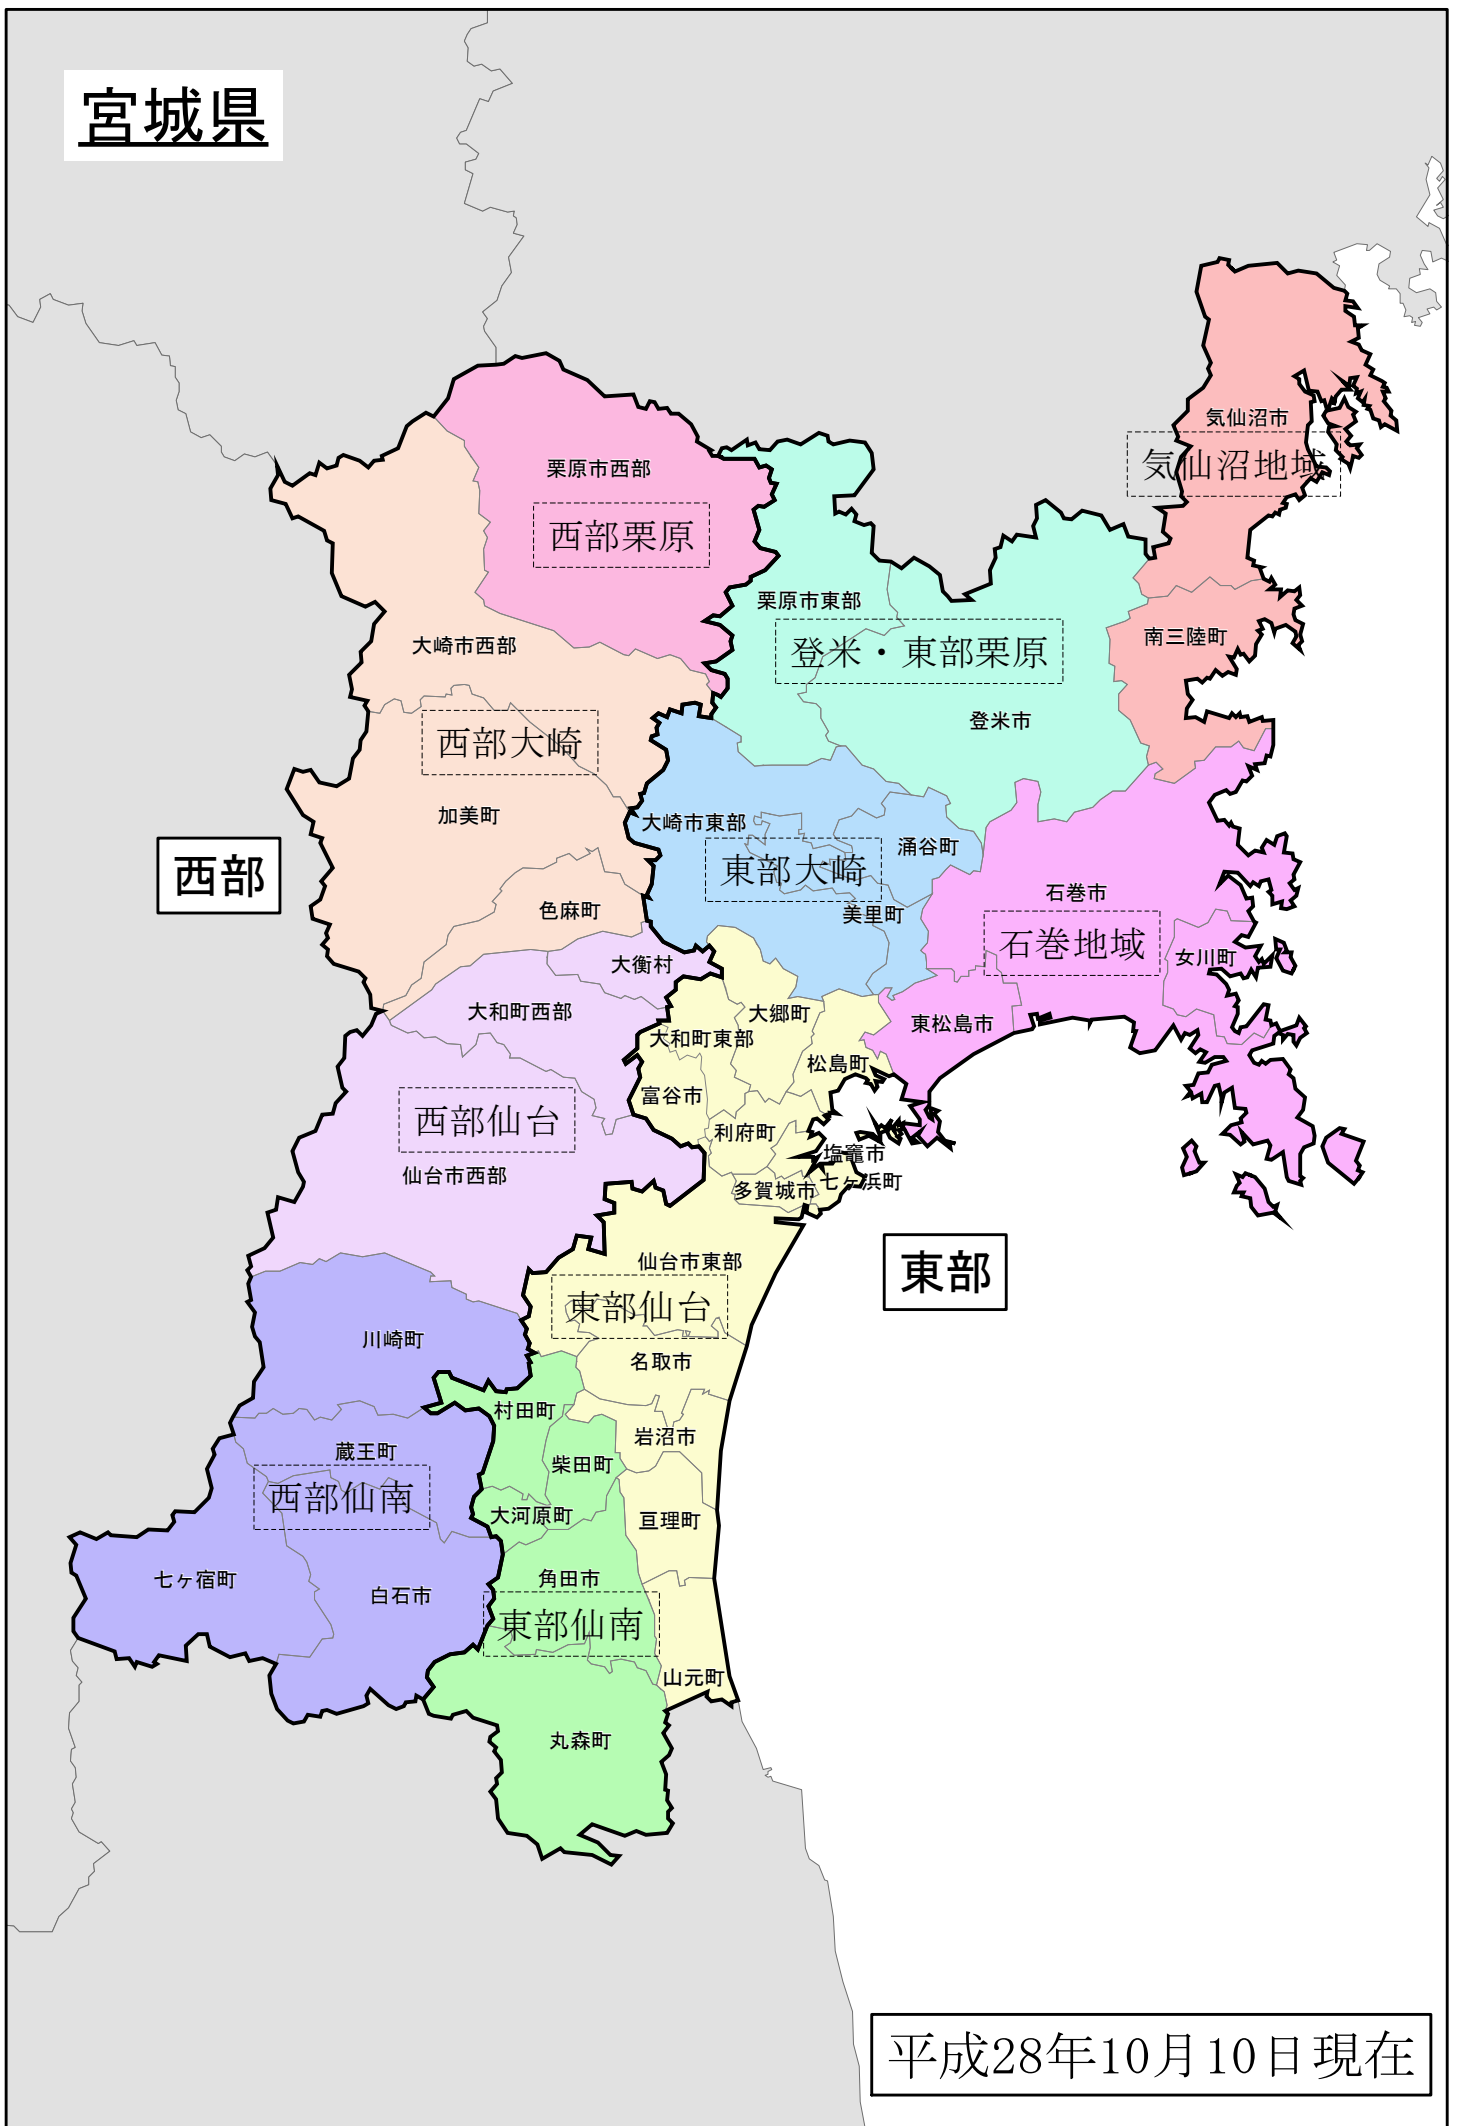 宮城県
気仙沼市
気仙沼地域
栗原市西部
西部栗原
栗原市東部
登米・東部栗原
南三陸町
大崎市西部
登米市
西部大崎
加美町
大崎市東部
涌谷町
東部大崎
西部
石巻市
色麻町
美里町
石巻地域
女川町
大衡村
大和町西部
大郷町
東松島市
大和町東部
松島町
富谷市
西部仙台
利府町
塩竈市
仙台市西部
多賀城市
七ヶ浜町
仙台市東部
東部
東部仙台
川崎町
名取市
村田町
岩沼市
蔵王町
柴田町
西部仙南
大河原町
亘理町
七ヶ宿町
角田市
白石市
東部仙南
山元町
丸森町
平成28年10月10日現在